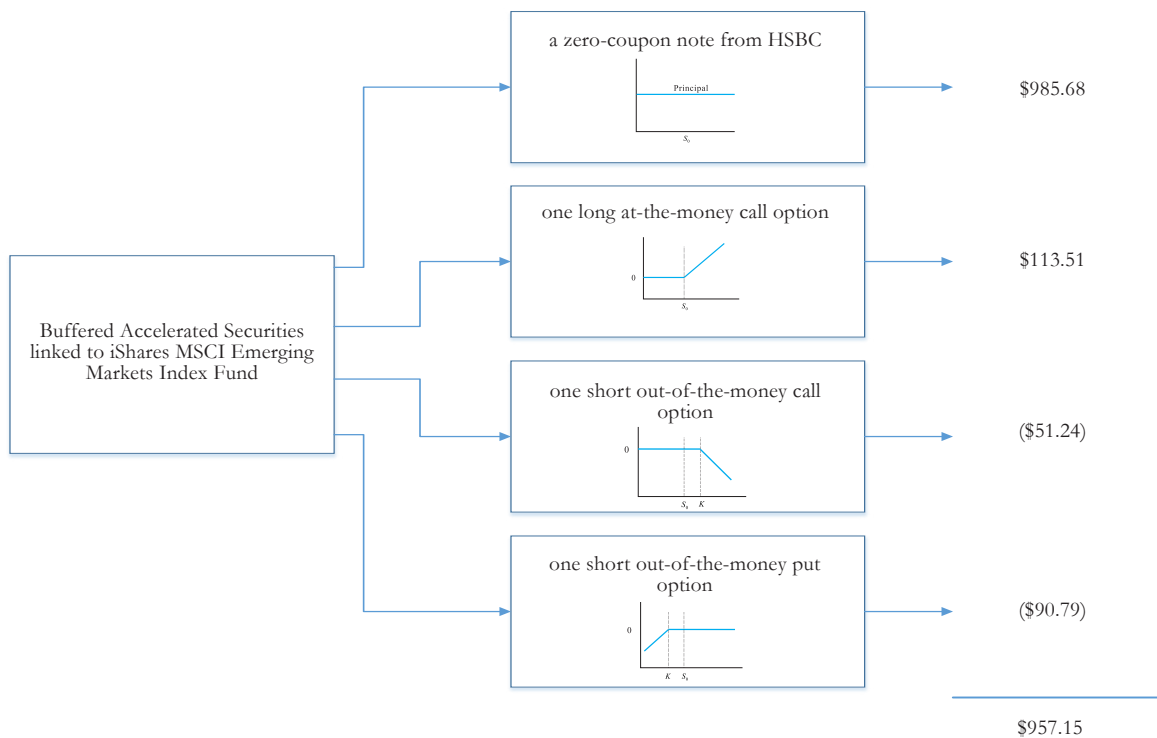 a zero-coupon note from HSBC
Principal
S₀
$985.68
one long at-the-money call option
0
S₀
$113.51
Buffered Accelerated Securities
linked to iShares MSCI Emerging
Markets Index Fund
one short out-of-the-money call
option
0
S₀ K
($51.24)
one short out-of-the-money put
option
0
K S₀
($90.79)
$957.15